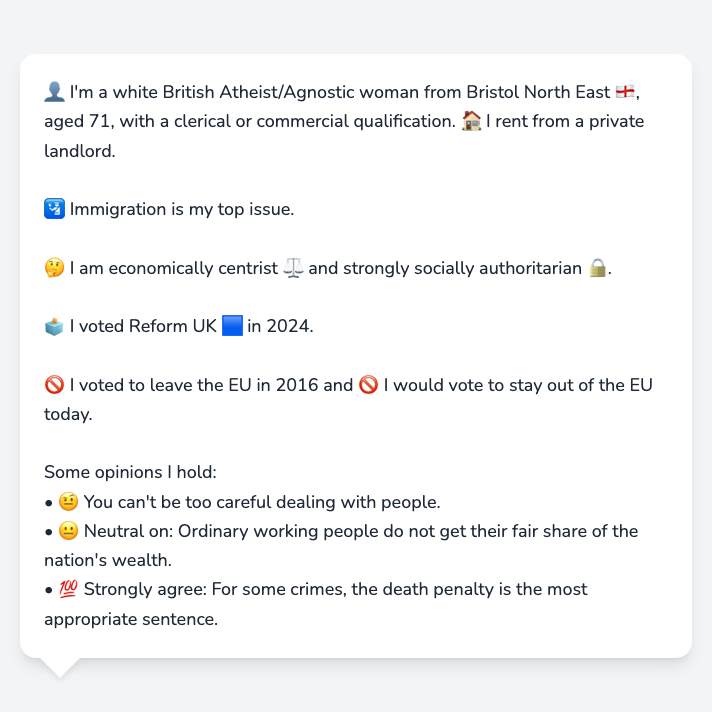 👤 I'm a white British Atheist/Agnostic woman from Bristol North East 🏴󠁧󠁢󠁥󠁮󠁧󠁿,
aged 71, with a clerical or commercial qualification. 🏠 I rent from a private
landlord.
🛂 Immigration is my top issue.
🤔 I am economically centrist ⚖️ and strongly socially authoritarian 🔒.
🗳️ I voted Reform UK 🟦 in 2024.
🚫 I voted to leave the EU in 2016 and 🚫 I would vote to stay out of the EU
today.
Some opinions I hold:
• 🤨 You can't be too careful dealing with people.
• 😐 Neutral on: Ordinary working people do not get their fair share of the
nation's wealth.
• 💯 Strongly agree: For some crimes, the death penalty is the most
appropriate sentence.